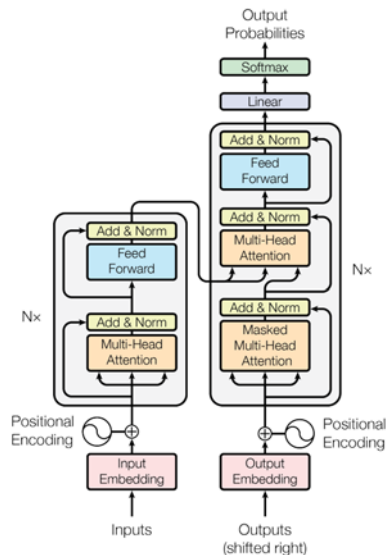 Output
Probabilities
Softmax
Linear
Add & Norm
Feed
Forward
Add & Norm
Multi-Head
Attention
Nx
Add & Norm
Masked
Multi-Head
Attention
Positional
Encoding
Output
Embedding
Outputs
(shifted right)
Add & Norm
Feed
Forward
Nx
Add & Norm
Multi-Head
Attention
Positional
Encoding
Input
Embedding
Inputs